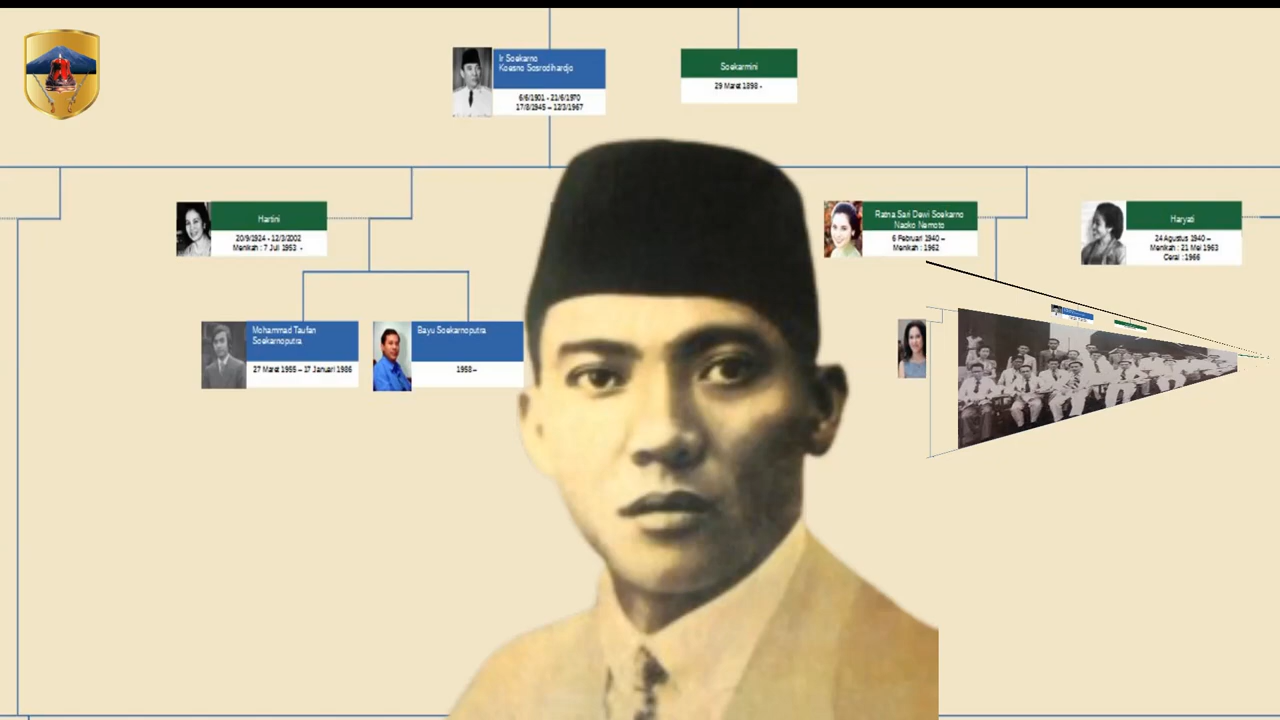 Ir Soekarno
Koesno Sosrodihardjo
6/6/1901 - 21/6/1970
17/8/1945 – 12/3/1967
Soekarmini
29 Maret 1898 -
Hartini
20/9/1924 - 12/3/2002
Menikah : 7 Juli 1953 -
Ratna Sari Dewi Soekarno
Naoko Nemoto
6 Februari 1940 –
Menikah : 1962
Haryati
24 Agustus 1940 –
Menikah : 21 Mei 1963
Cerai : 1966
Mohammad Taufan
Soekarnoputra
27 Maret 1955 – 17 Januari 1986
Bayu Soekarnoputra
1958 –